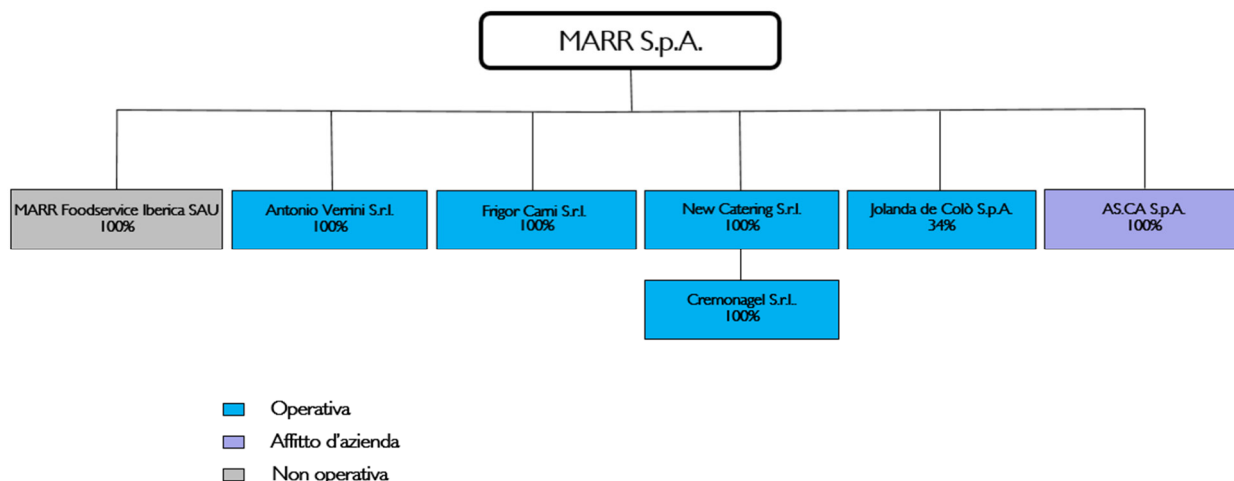 MARR S.p.A.
MARR Foodservice Iberica SAU
100%
Antonio Verrini S.r.l.
100%
Frigor Carni S.r.l.
100%
New Catering S.r.l.
100%
Jolanda de Colò S.p.A.
34%
AS.CA S.p.A.
100%
Cremonagel S.r.l.
100%
Operativa
Affitto d'azienda
Non operativa